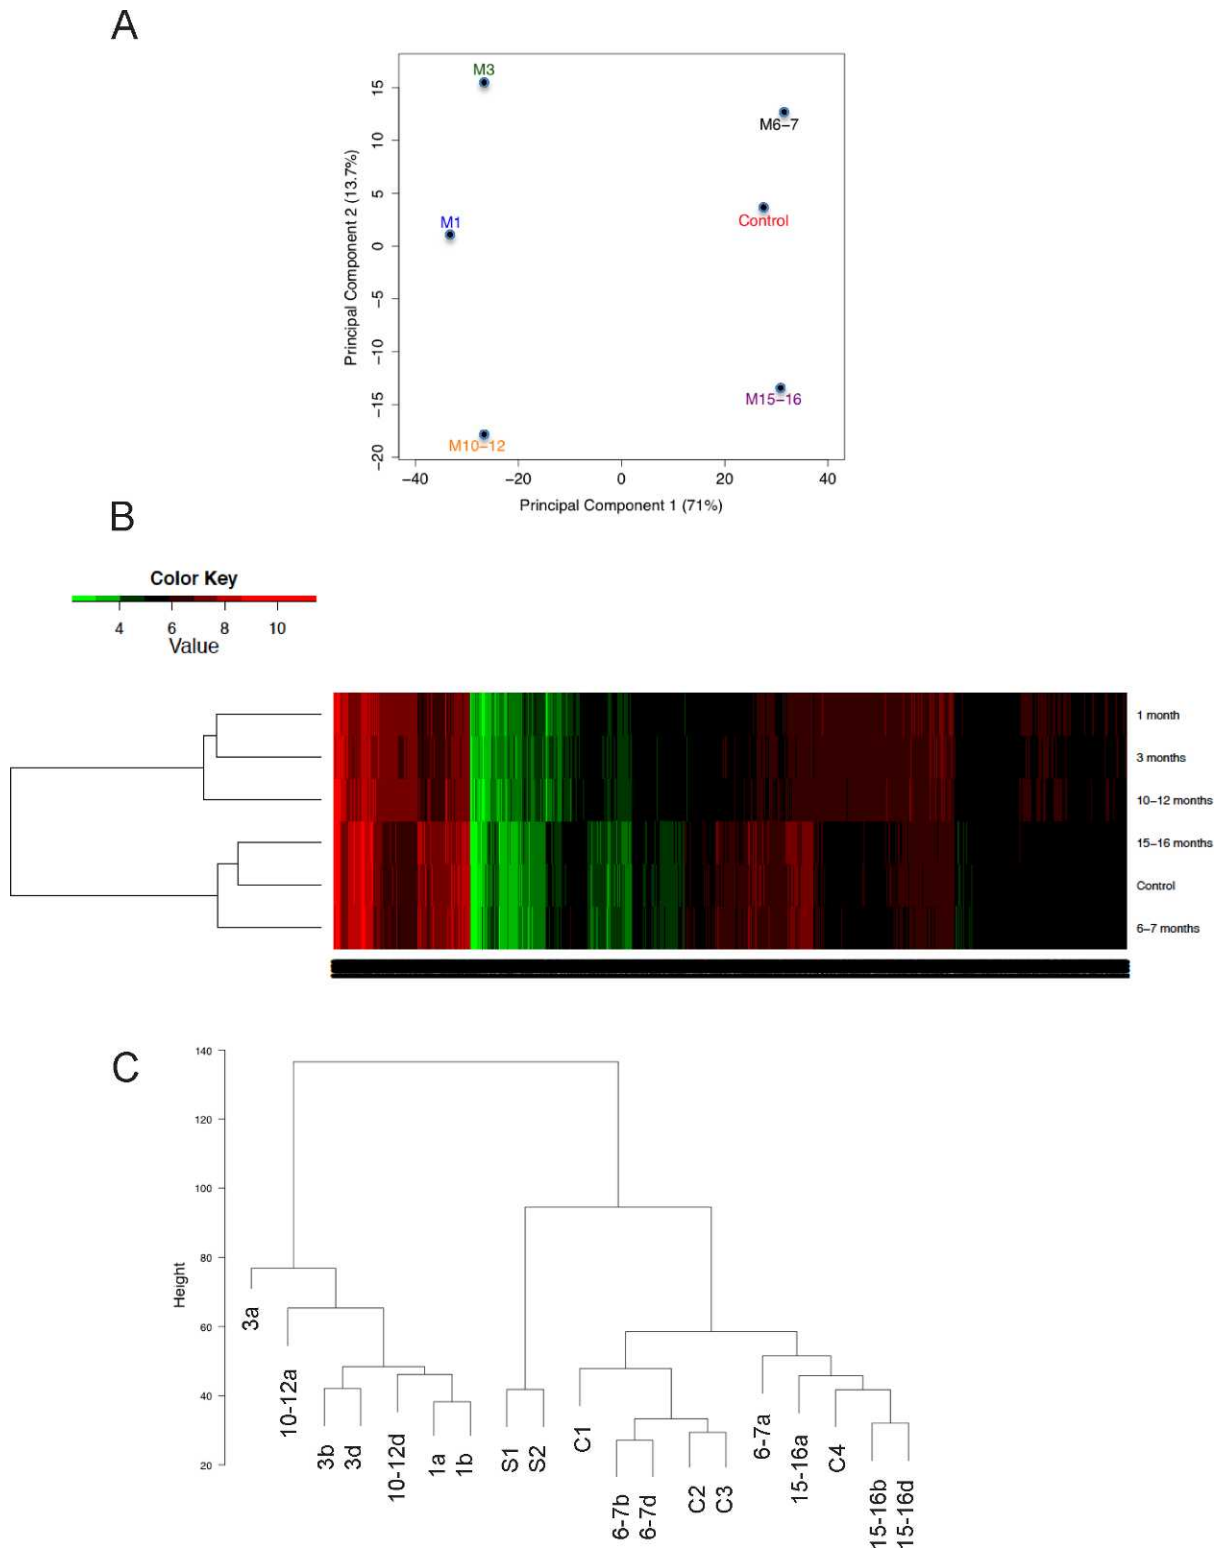 A
M3
M6−7
Control
M1
M15−16
M10−12
15
10
5
0
−5
−10
−15
−20
Principal Component 2 (13.7%)
−40
−20
0
20
40
Principal Component 1 (71%)
B
Color Key
4
6
8
10
Value
1 month
3 months
10−12 months
15−16 months
Control
6−7 months
C
140
120
100
80
60
40
20
Height
3a
10-12a
3b
3d
10-12d
1a
1b
S1
S2
C1
6-7b
6-7d
C2
C3
6-7a
15-16a
C4
15-16b
15-16d